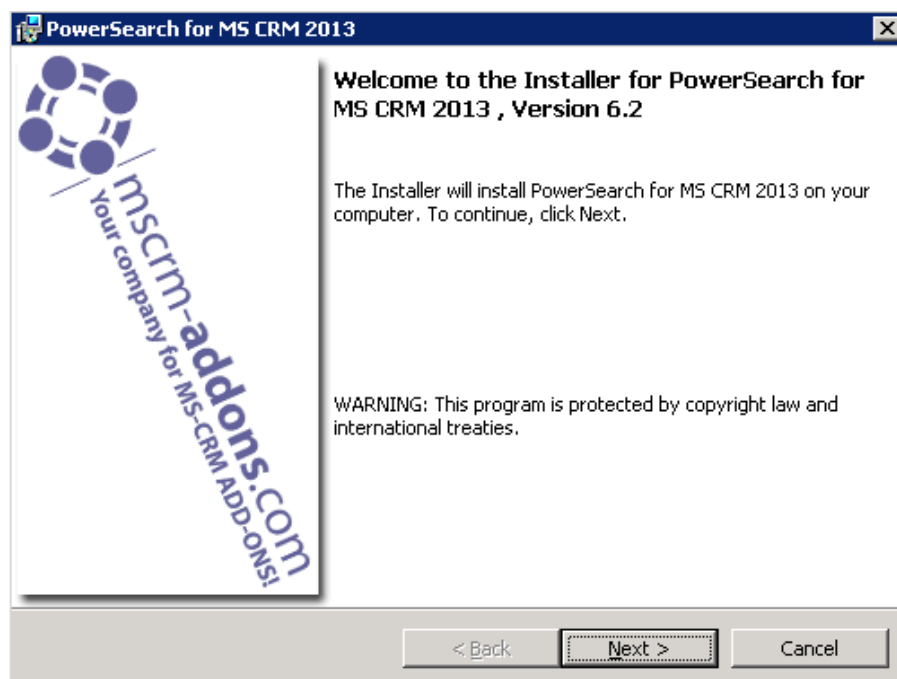 PowerSearch for MS CRM 2013
mscrm-addons.com
Your company for MS-CRM ADD-ONS!
Welcome to the Installer for PowerSearch for
MS CRM 2013 , Version 6.2
The Installer will install PowerSearch for MS CRM 2013 on your
computer. To continue, click Next.
WARNING: This program is protected by copyright law and
international treaties.
< Back
Next >
Cancel